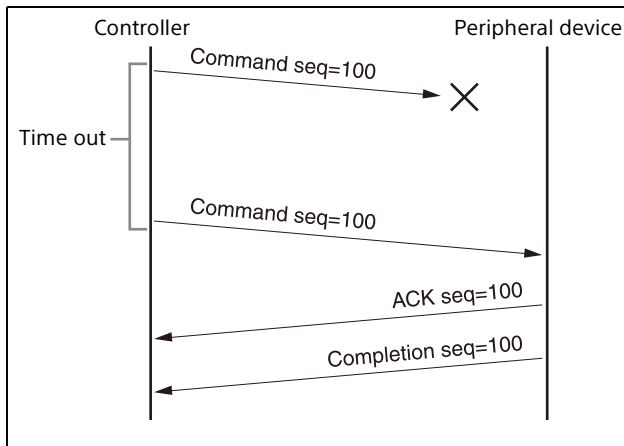 Controller
Peripheral device
Command seq=100
Time out
Command seq=100
ACK seq=100
Completion seq=100